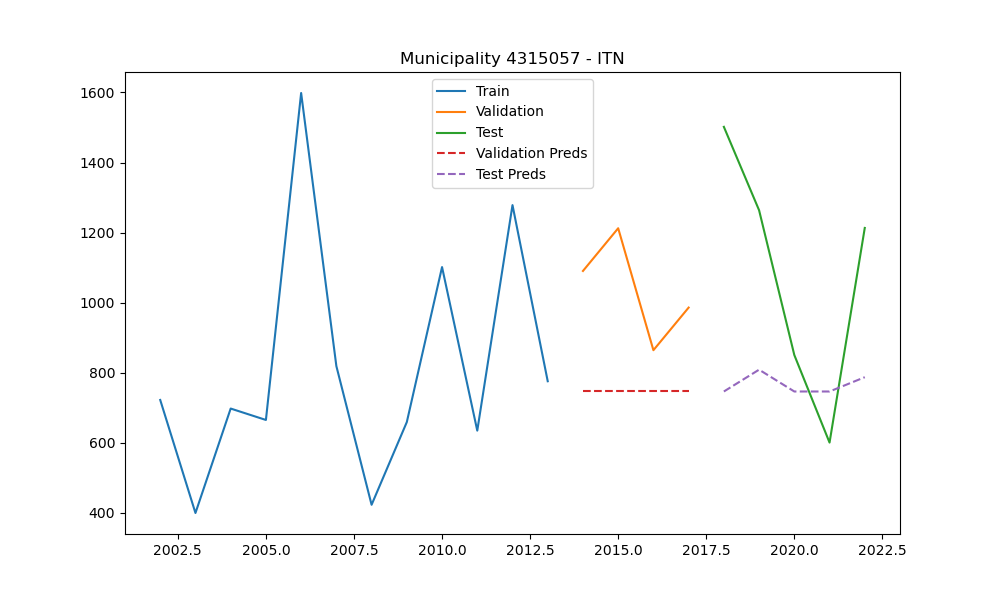 Municipality 4315057 - ITN
Train
Validation
Test
Validation Preds
Test Preds
1600
1400
1200
1000
800
600
400
2002.5 2005.0 2007.5 2010.0 2012.5 2015.0 2017.5 2020.0 2022.5